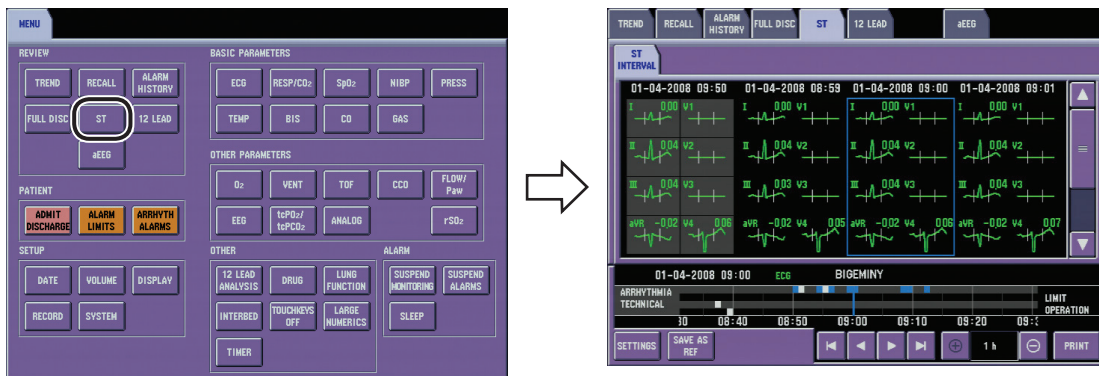 MENU
REVIEW
TREND RECALL ALARM HISTORY
FULL DISC ST 12 LEAD
aEEG
PATIENT
ADMIT DISCHARGE ALARM LIMITS ARRHYTH ALARMS
SETUP
DATE VOLUME DISPLAY
RECORD SYSTEM
BASIC PARAMETERS
ECG RESP/CO2 SpO2 NIBP PRESS
TEMP BIS CO GAS
OTHER PARAMETERS
O2 VENT TOF CCO FLOW/Paw
EEG tcPO2/tcPCO2 ANALOG rSO2
OTHER
12 LEAD ANALYSIS DRUG LUNG FUNCTION
INTERBED TOUCHKEYS OFF LARGE NUMERICS
TIMER
ALARM
SUSPEND MONITORING SUSPEND ALARMS
SLEEP
TREND RECALL ALARM HISTORY FULL DISC ST 12 LEAD aEEG
ST INTERVAL
01-04-2008 09:50 01-04-2008 08:59 01-04-2008 09:00 01-04-2008 09:01
I 0.00 V1 I 0.00 V1 I 0.00 V1 I 0.00 V1
II 0.04 V2 II 0.04 V2 II 0.04 V2 II 0.04 V2
III 0.04 V3 III 0.03 V3 III 0.04 V3 III 0.04 V3
aVR -0.02 V4 0.06 aVR -0.02 V4 0.05 aVR -0.02 V4 0.06 aVR -0.02 V4 0.07
01-04-2008 09:00 ECG BIGEMINY
ARRHYTHMIA
TECHNICAL
LIMIT
OPERATION
30 08:40 08:50 09:00 09:10 09:20 09:3
SETTINGS SAVE AS REF 1 h PRINT